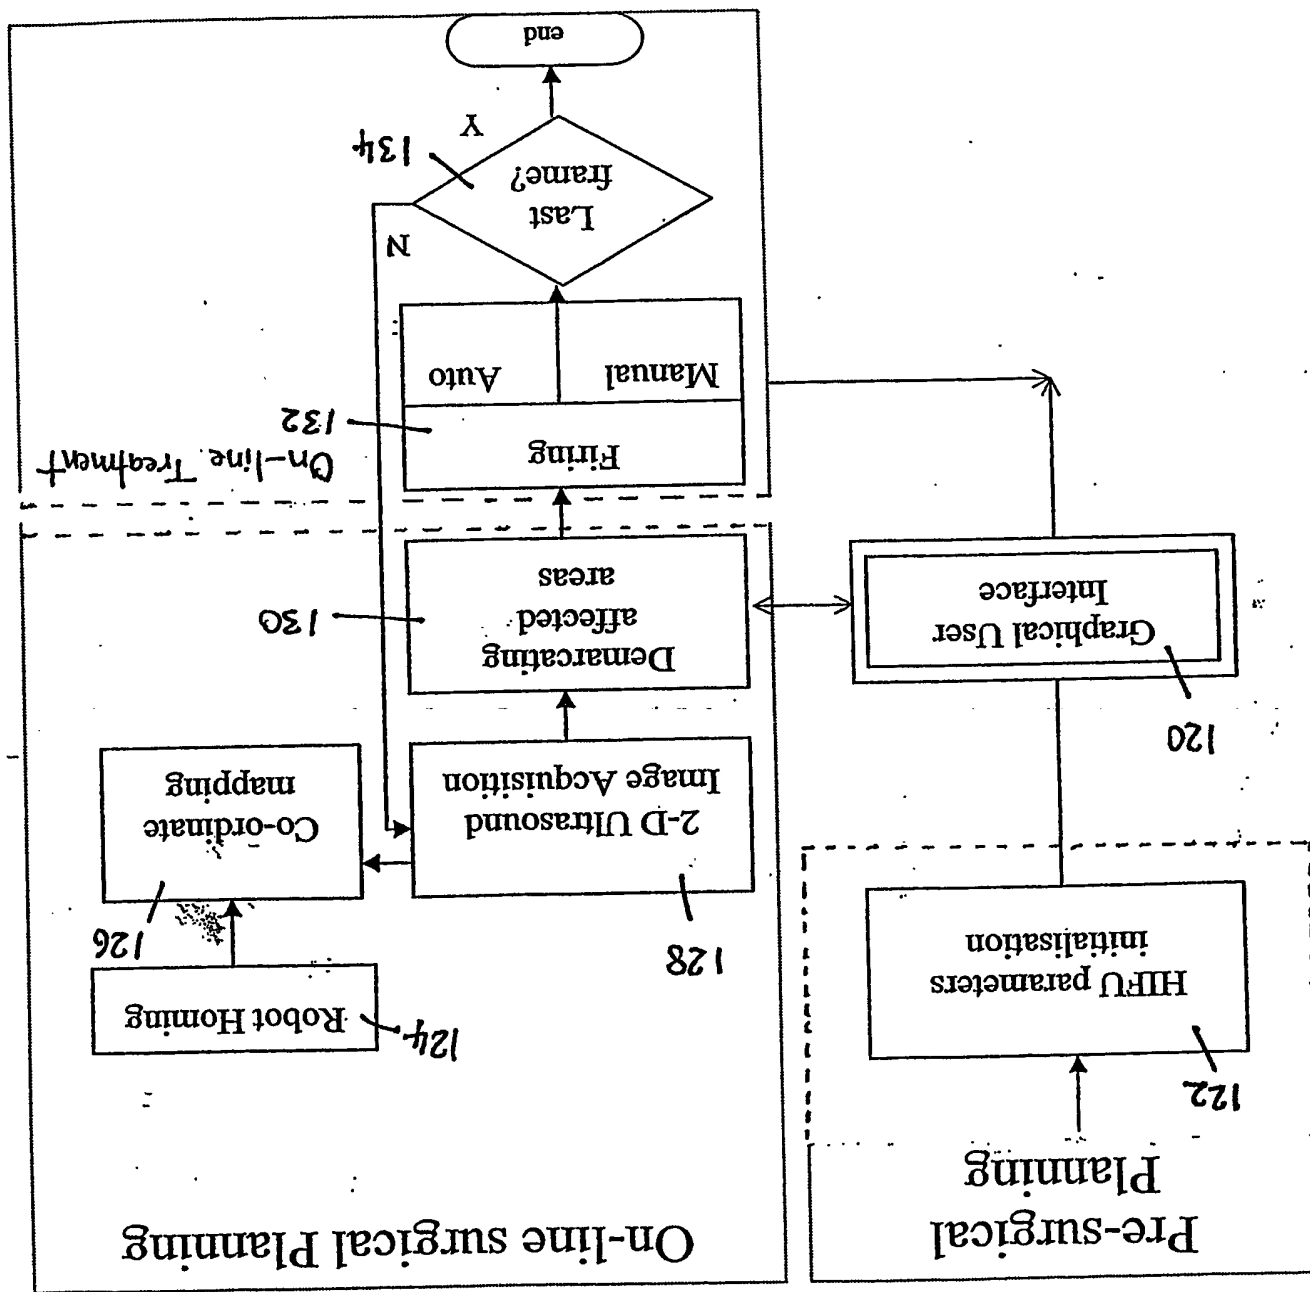 Pre-surgical
Planning
122
HIFU parameters
initialisation
120
Graphical User
Interface
On-line surgical Planning
124
Robot Homing
126
Co-ordinate
mapping
128
2-D Ultrasound
Image Acquisition
130
Demarcating
affected
areas
On-line Treatment
132
Firing
Manual
Auto
134
Last
frame?
N
Y
end